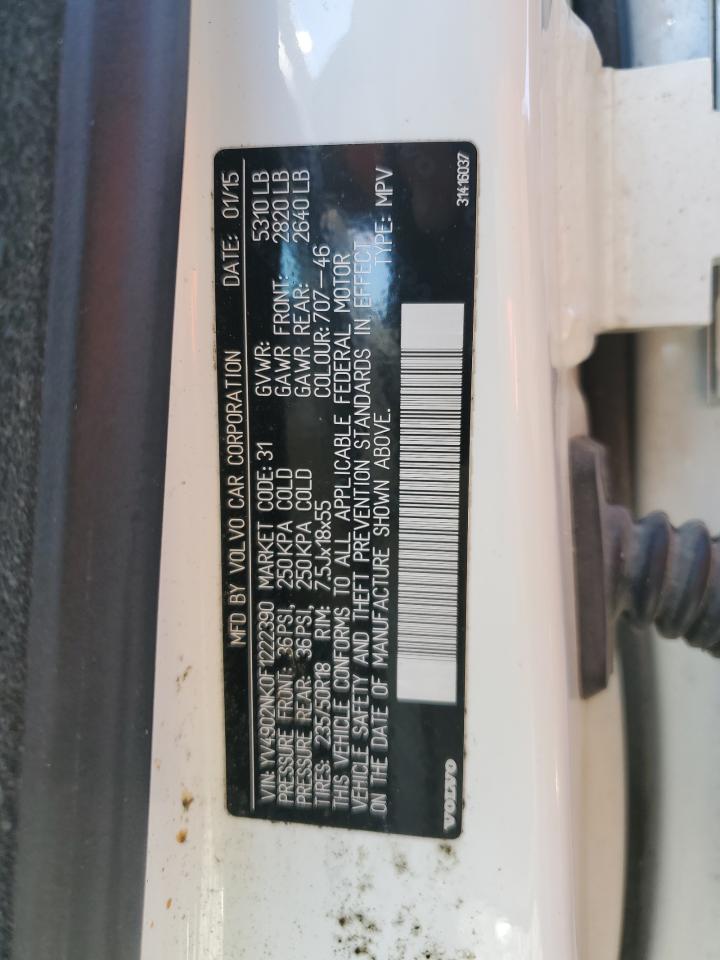 MFD BY VOLVO CAR CORPORATION DATE: 01/15
VIN: YV4902NK0F1222390 MARKET CODE: 31 GVWR: 5310 LB
PRESSURE FRONT: 36PSI, 250KPA COLD GAWR FRONT: 2820 LB
PRESSURE REAR: 36PSI, 250KPA COLD GAWR REAR: 2640 LB
TIRES: 235/50R18 RIM: 7,5Jx18x55 COLOUR: 707-46
THIS VEHICLE CONFORMS TO ALL APPLICABLE FEDERAL MOTOR
VEHICLE SAFETY AND THEFT PREVENTION STANDARDS IN EFFECT
ON THE DATE OF MANUFACTURE SHOWN ABOVE. TYPE: MPV
VOLVO 31416037